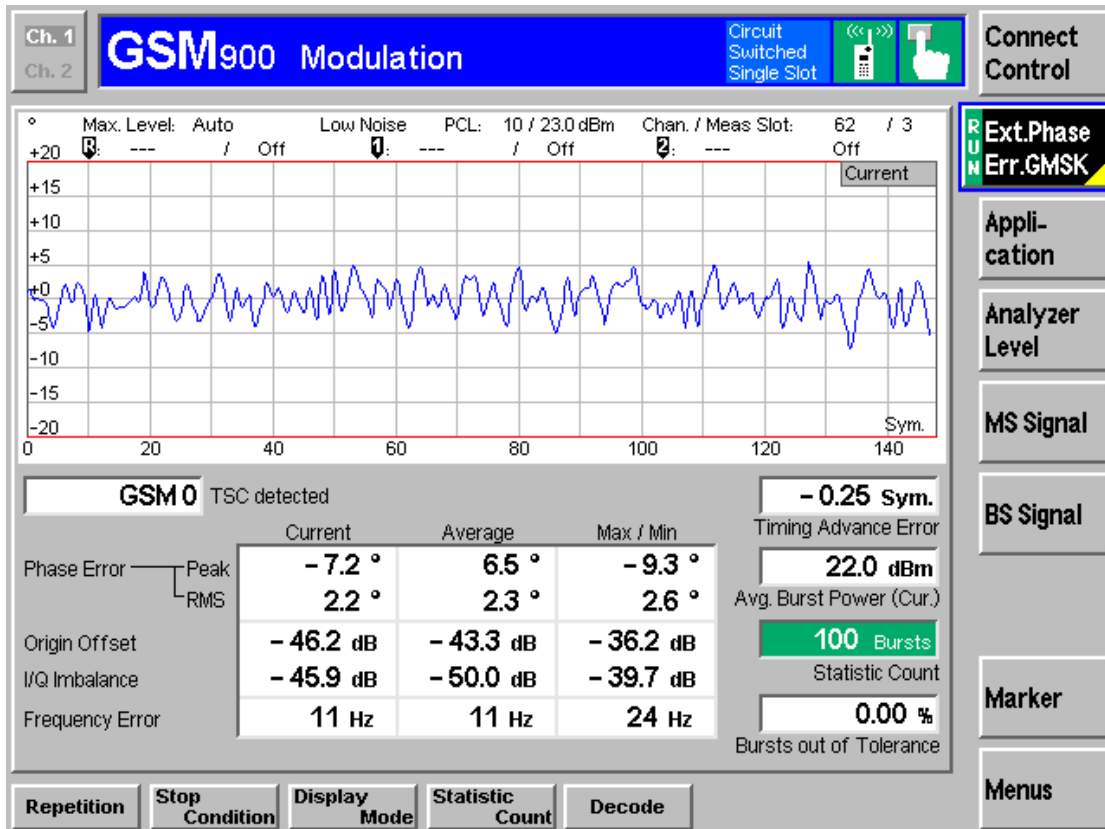 Ch. 1
Ch. 2
GSM900 Modulation
Circuit
Switched
Single Slot
Connect
Control
° Max. Level: Auto Low Noise PCL: 10 / 23.0 dBm Chan. / Meas Slot: 62 / 3
R: --- / Off 1: --- / Off 2: --- Off
RUN
Ext.Phase
Err.GMSK
+20
Current
+15
+10
+5
+0
-5
-10
-15
-20
Sym.
0 20 40 60 80 100 120 140
Appli-
cation
Analyzer
Level
MS Signal
BS Signal
GSM 0 TSC detected
- 0.25 Sym.
Timing Advance Error
Current Average Max / Min
Phase Error Peak - 7.2 ° 6.5 ° - 9.3 °
22.0 dBm
RMS 2.2 ° 2.3 ° 2.6 °
Avg. Burst Power (Cur.)
Origin Offset - 46.2 dB - 43.3 dB - 36.2 dB
100 Bursts
Statistic Count
I/Q Imbalance - 45.9 dB - 50.0 dB - 39.7 dB
Frequency Error 11 Hz 11 Hz 24 Hz
0.00 %
Bursts out of Tolerance
Marker
Menus
Repetition
Stop
Condition
Display
Mode
Statistic
Count
Decode